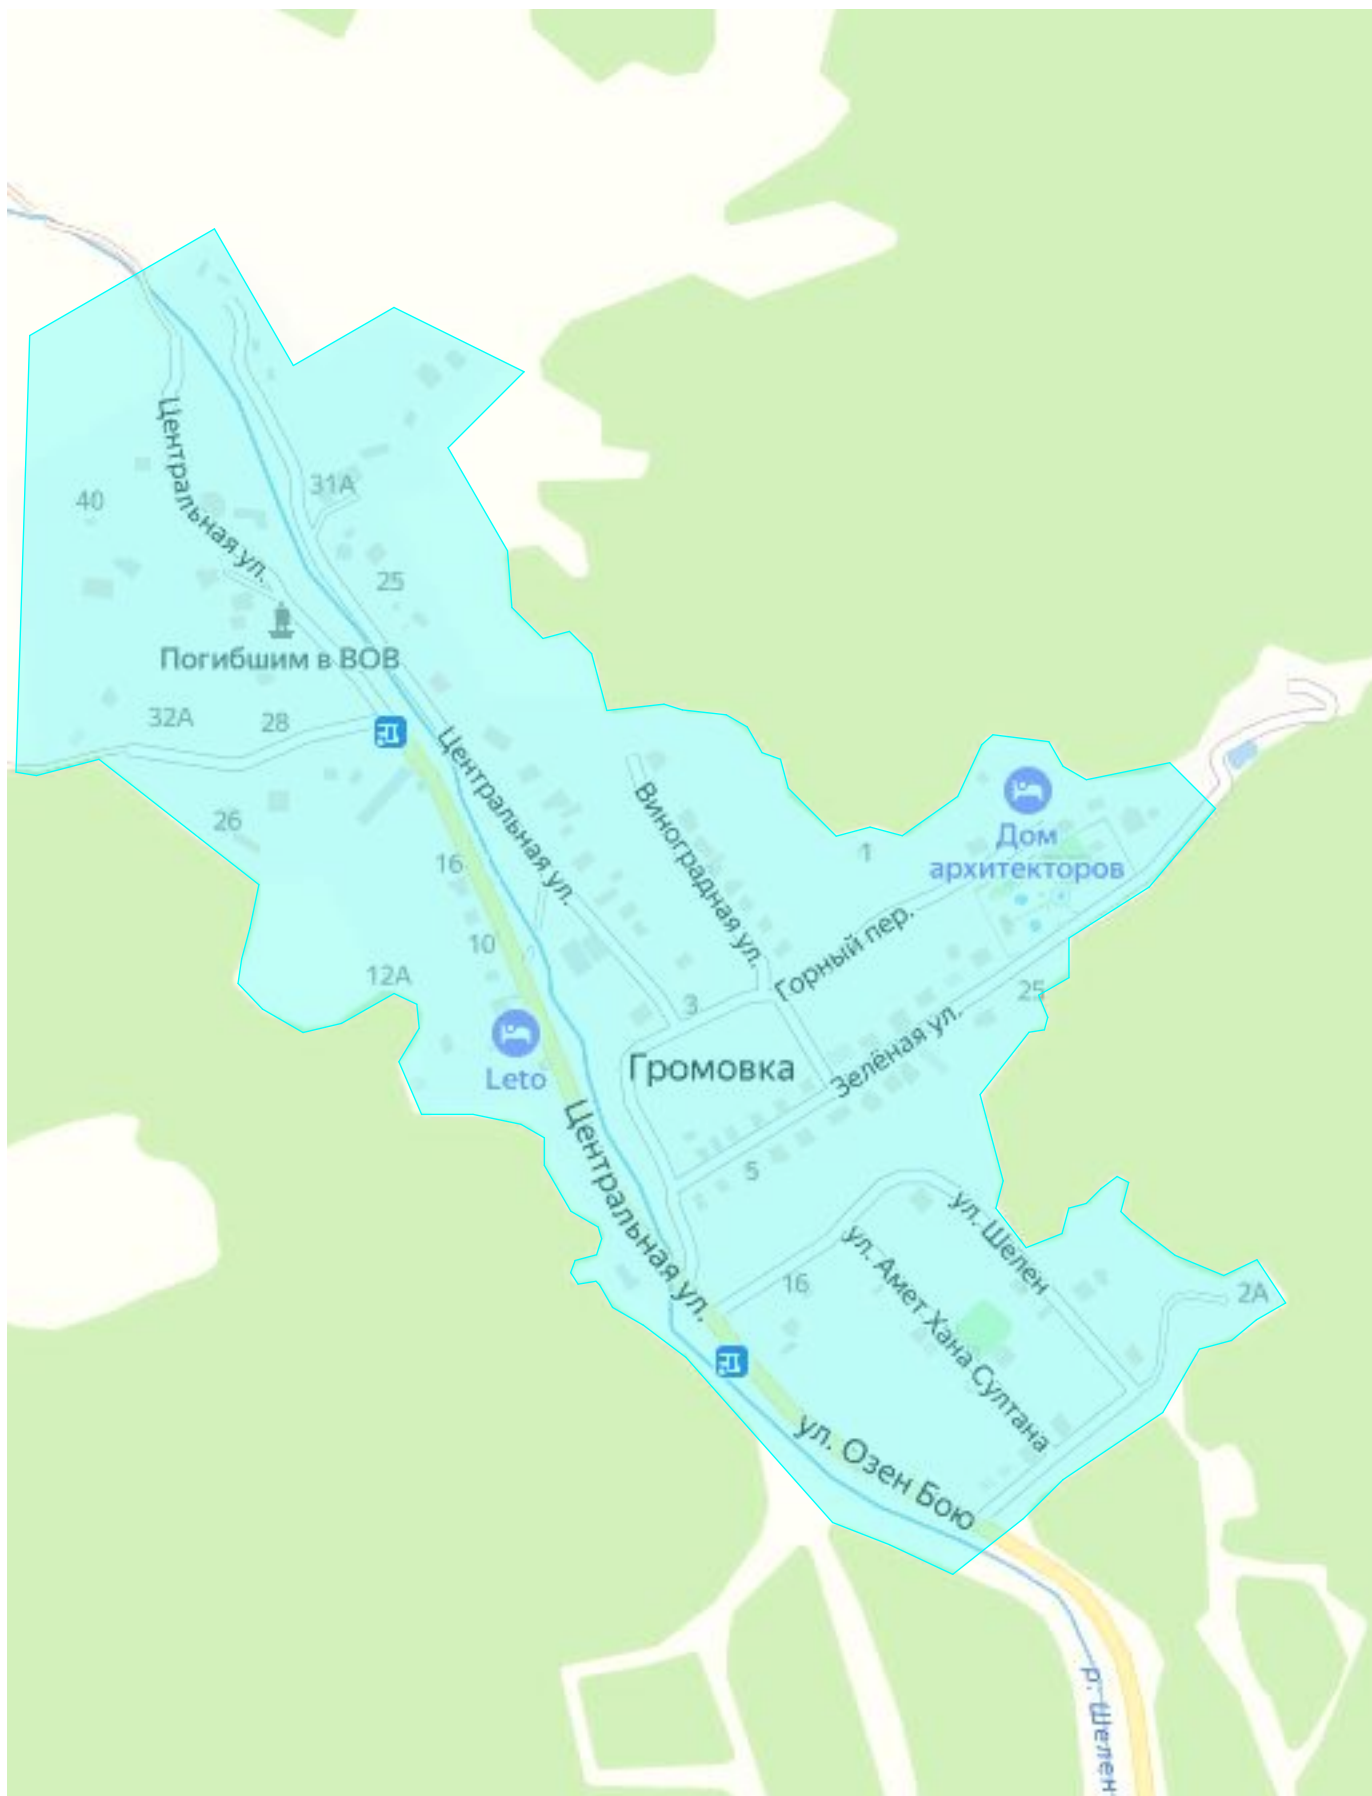 Центральная ул.
31А
40
25
Погибшим в ВОВ
32А
28
Центральная ул.
Виноградная ул.
26
16
1
Дом
архитекторов
10
12А
Горный пер.
3
25
Зелёная ул.
Громовка
Leto
Центральная ул.
5
ул. Шелен
ул. Амет Хана Султана
16
2А
ул. Озен Бою
р. Шелен